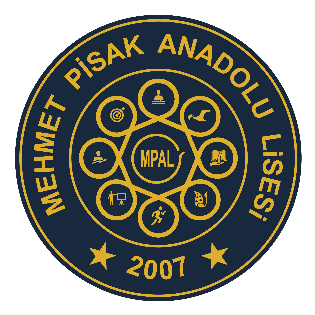 MEHMET PİSAK ANADOLU LİSESİ
MPAL
2007